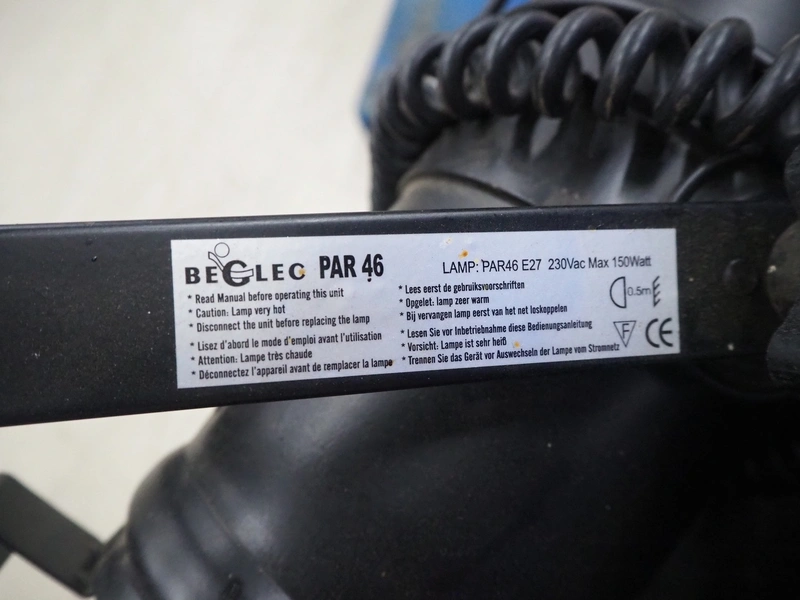 BEGLEC PAR 46
LAMP: PAR46 E27 230Vac Max 150Watt
* Read Manual before operating this unit
* Caution: Lamp very hot
* Disconnect the unit before replacing the lamp
* Lisez d'abord le mode d'emploi avant l'utilisation
* Attention: Lampe très chaude
* Déconnectez l'appareil avant de remplacer la lampe
* Lees eerst de gebruiksvoorschriften
* Opgelet: lamp zeer warm
* Bij vervangen lamp eerst van het net loskoppelen
* Lesen Sie vor Inbetriebnahme diese Bedienungsanleitung
* Vorsicht: Lampe ist sehr heiß
* Trennen Sie das Gerät vor Auswechseln der Lampe vom Stromnetz
0.5m
F CE